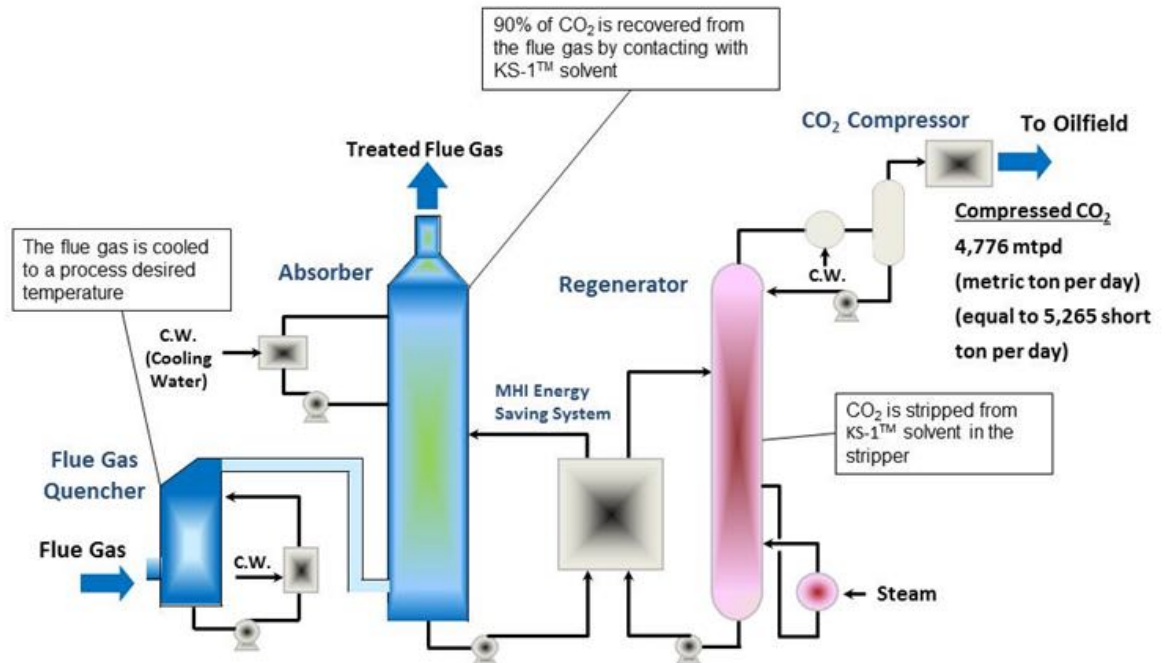 90% of CO₂ is recovered from
the flue gas by contacting with
KS-1™ solvent
CO₂ Compressor
To Oilfield
Treated Flue Gas
Compressed CO₂
4,776 mtpd
(metric ton per day)
(equal to 5,265 short
ton per day)
The flue gas is cooled
to a process desired
temperature
Absorber
Regenerator
C.W.
C.W.
(Cooling
Water)
MHI Energy
Saving System
CO₂ is stripped from
KS-1™ solvent in the
stripper
Flue Gas
Quencher
Flue Gas
C.W.
Steam